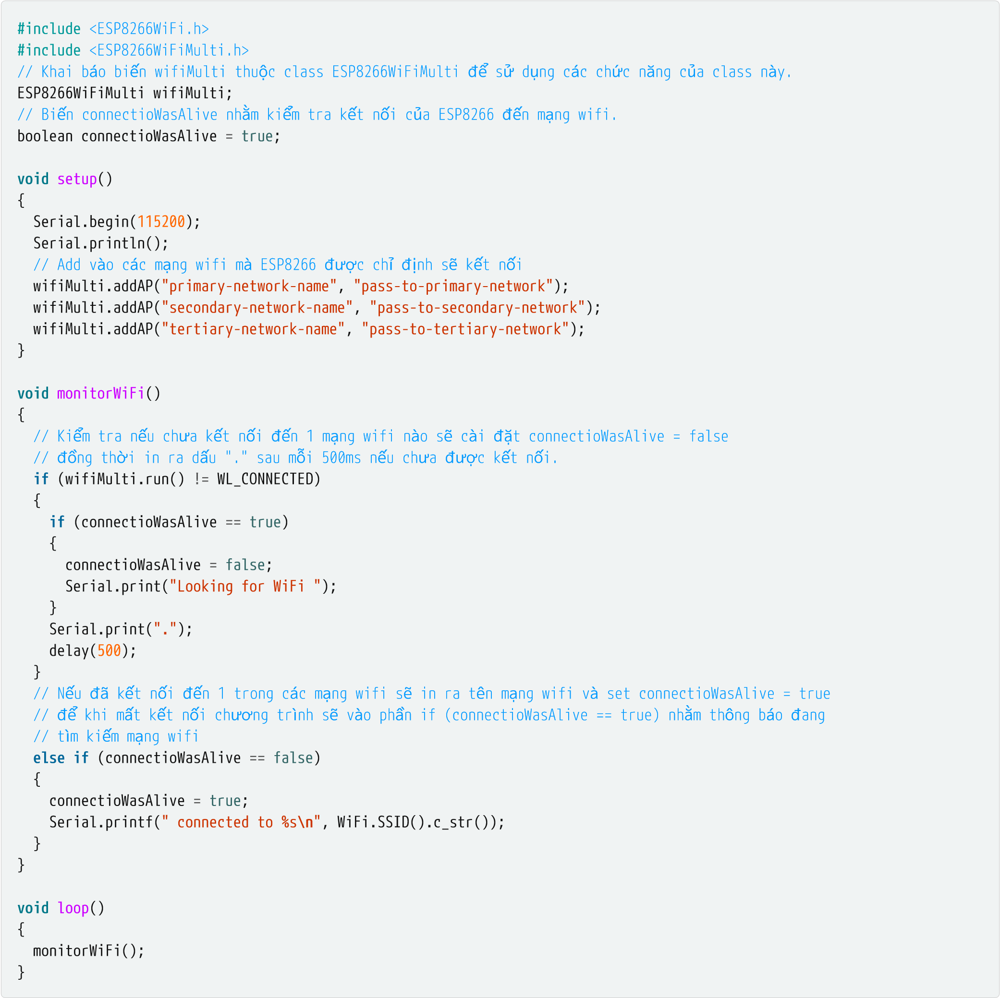 #include <ESP8266WiFi.h>
#include <ESP8266WiFiMulti.h>
// Khai báo biến wifiMulti thuộc class ESP8266WiFiMulti để sử dụng các chức năng của class này.
ESP8266WiFiMulti wifiMulti;
// Biến connectioWasAlive nhằm kiểm tra kết nối của ESP8266 đến mạng wifi.
boolean connectioWasAlive = true;

void setup()
{
  Serial.begin(115200);
  Serial.println();
  // Add vào các mạng wifi mà ESP8266 được chỉ định sẽ kết nối
  wifiMulti.addAP("primary-network-name", "pass-to-primary-network");
  wifiMulti.addAP("secondary-network-name", "pass-to-secondary-network");
  wifiMulti.addAP("tertiary-network-name", "pass-to-tertiary-network");
}

void monitorWiFi()
{
  // Kiểm tra nếu chưa kết nối đến 1 mạng wifi nào sẽ cài đặt connectioWasAlive = false
  // đồng thời in ra dấu "." sau mỗi 500ms nếu chưa được kết nối.
  if (wifiMulti.run() != WL_CONNECTED)
  {
    if (connectioWasAlive == true)
    {
      connectioWasAlive = false;
      Serial.print("Looking for WiFi ");
    }
    Serial.print(".");
    delay(500);
  }
  // Nếu đã kết nối đến 1 trong các mạng wifi sẽ in ra tên mạng wifi và set connectioWasAlive = true
  // để khi mất kết nối chương trình sẽ vào phần if (connectioWasAlive == true) nhằm thông báo đang
  // tìm kiếm mạng wifi
  else if (connectioWasAlive == false)
  {
    connectioWasAlive = true;
    Serial.printf(" connected to %s\n", WiFi.SSID().c_str());
  }
}

void loop()
{
  monitorWiFi();
}